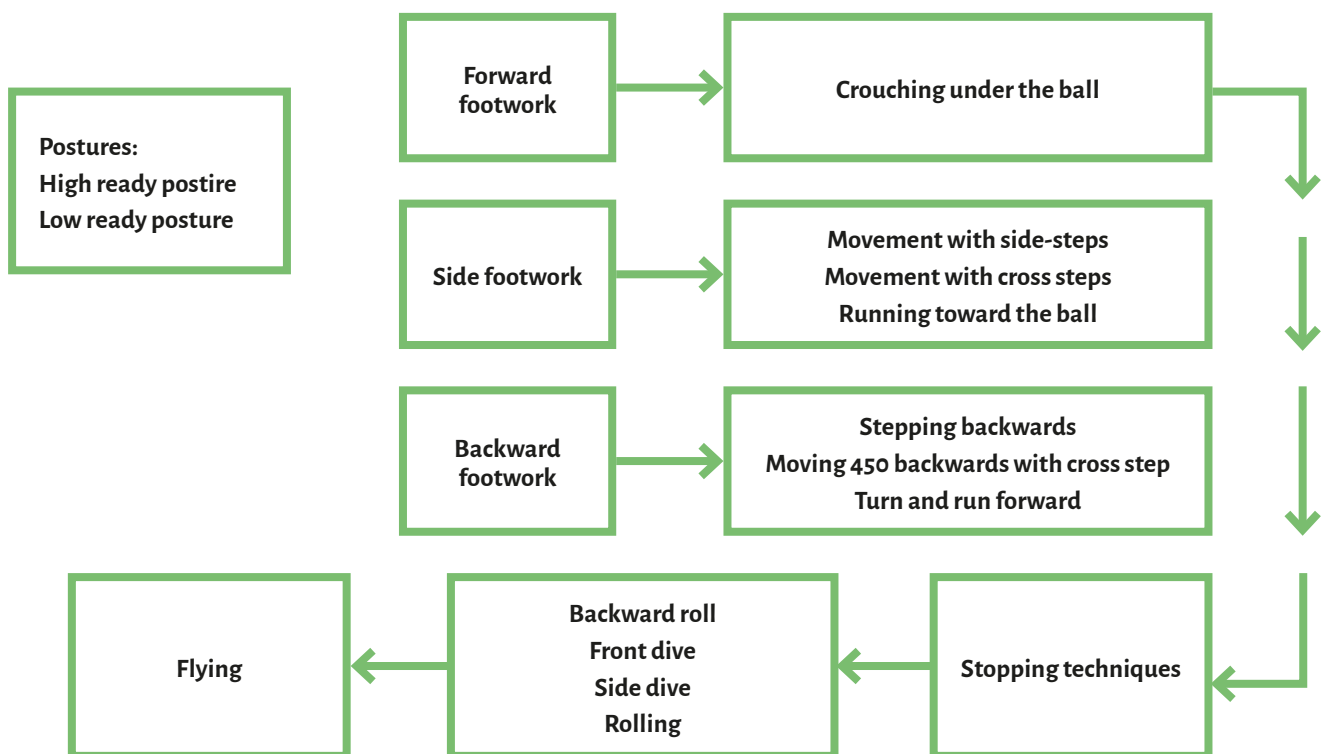 Postures:
High ready postire
Low ready posture
Forward
footwork
Crouching under the ball
Side footwork
Movement with side-steps
Movement with cross steps
Running toward the ball
Backward
footwork
Stepping backwards
Moving 450 backwards with cross step
Turn and run forward
Flying
Backward roll
Front dive
Side dive
Rolling
Stopping techniques